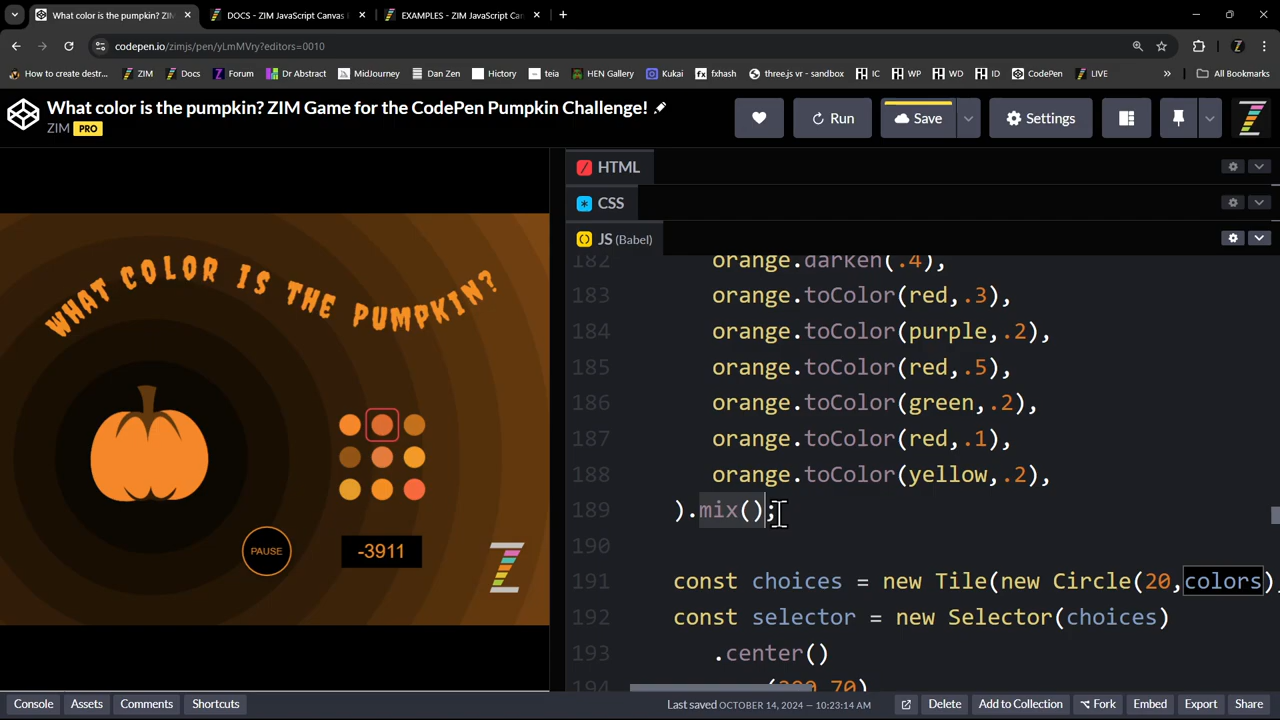 What color is the pumpkin? ZIM
DOCS - ZIM JavaScript Canvas
EXAMPLES - ZIM JavaScript Can
codepen.io/zimjs/pen/yLmMVry?editors=0010
How to create destr...
ZIM
Docs
Forum
Dr Abstract
MidJourney
Dan Zen
Hictory
teia
HEN Gallery
Kukai
fxhash
three.js vr - sandbox
IC
WP
WD
ID
CodePen
LIVE
»
All Bookmarks
What color is the pumpkin? ZIM Game for the CodePen Pumpkin Challenge!
ZIM PRO
Run
Save
Settings
HTML
CSS
JS (Babel)
WHAT COLOR IS THE PUMPKIN?
PAUSE
-3911
182 orange.darken(.4),
183 orange.toColor(red,.3),
184 orange.toColor(purple,.2),
185 orange.toColor(red,.5),
186 orange.toColor(green,.2),
187 orange.toColor(red,.1),
188 orange.toColor(yellow,.2),
189 ).mix();
190
191 const choices = new Tile(new Circle(20,colors)
192 const selector = new Selector(choices)
193 .center()
194
Console
Assets
Comments
Shortcuts
Last saved OCTOBER 14, 2024 — 10:23:14 AM
Delete
Add to Collection
Fork
Embed
Export
Share